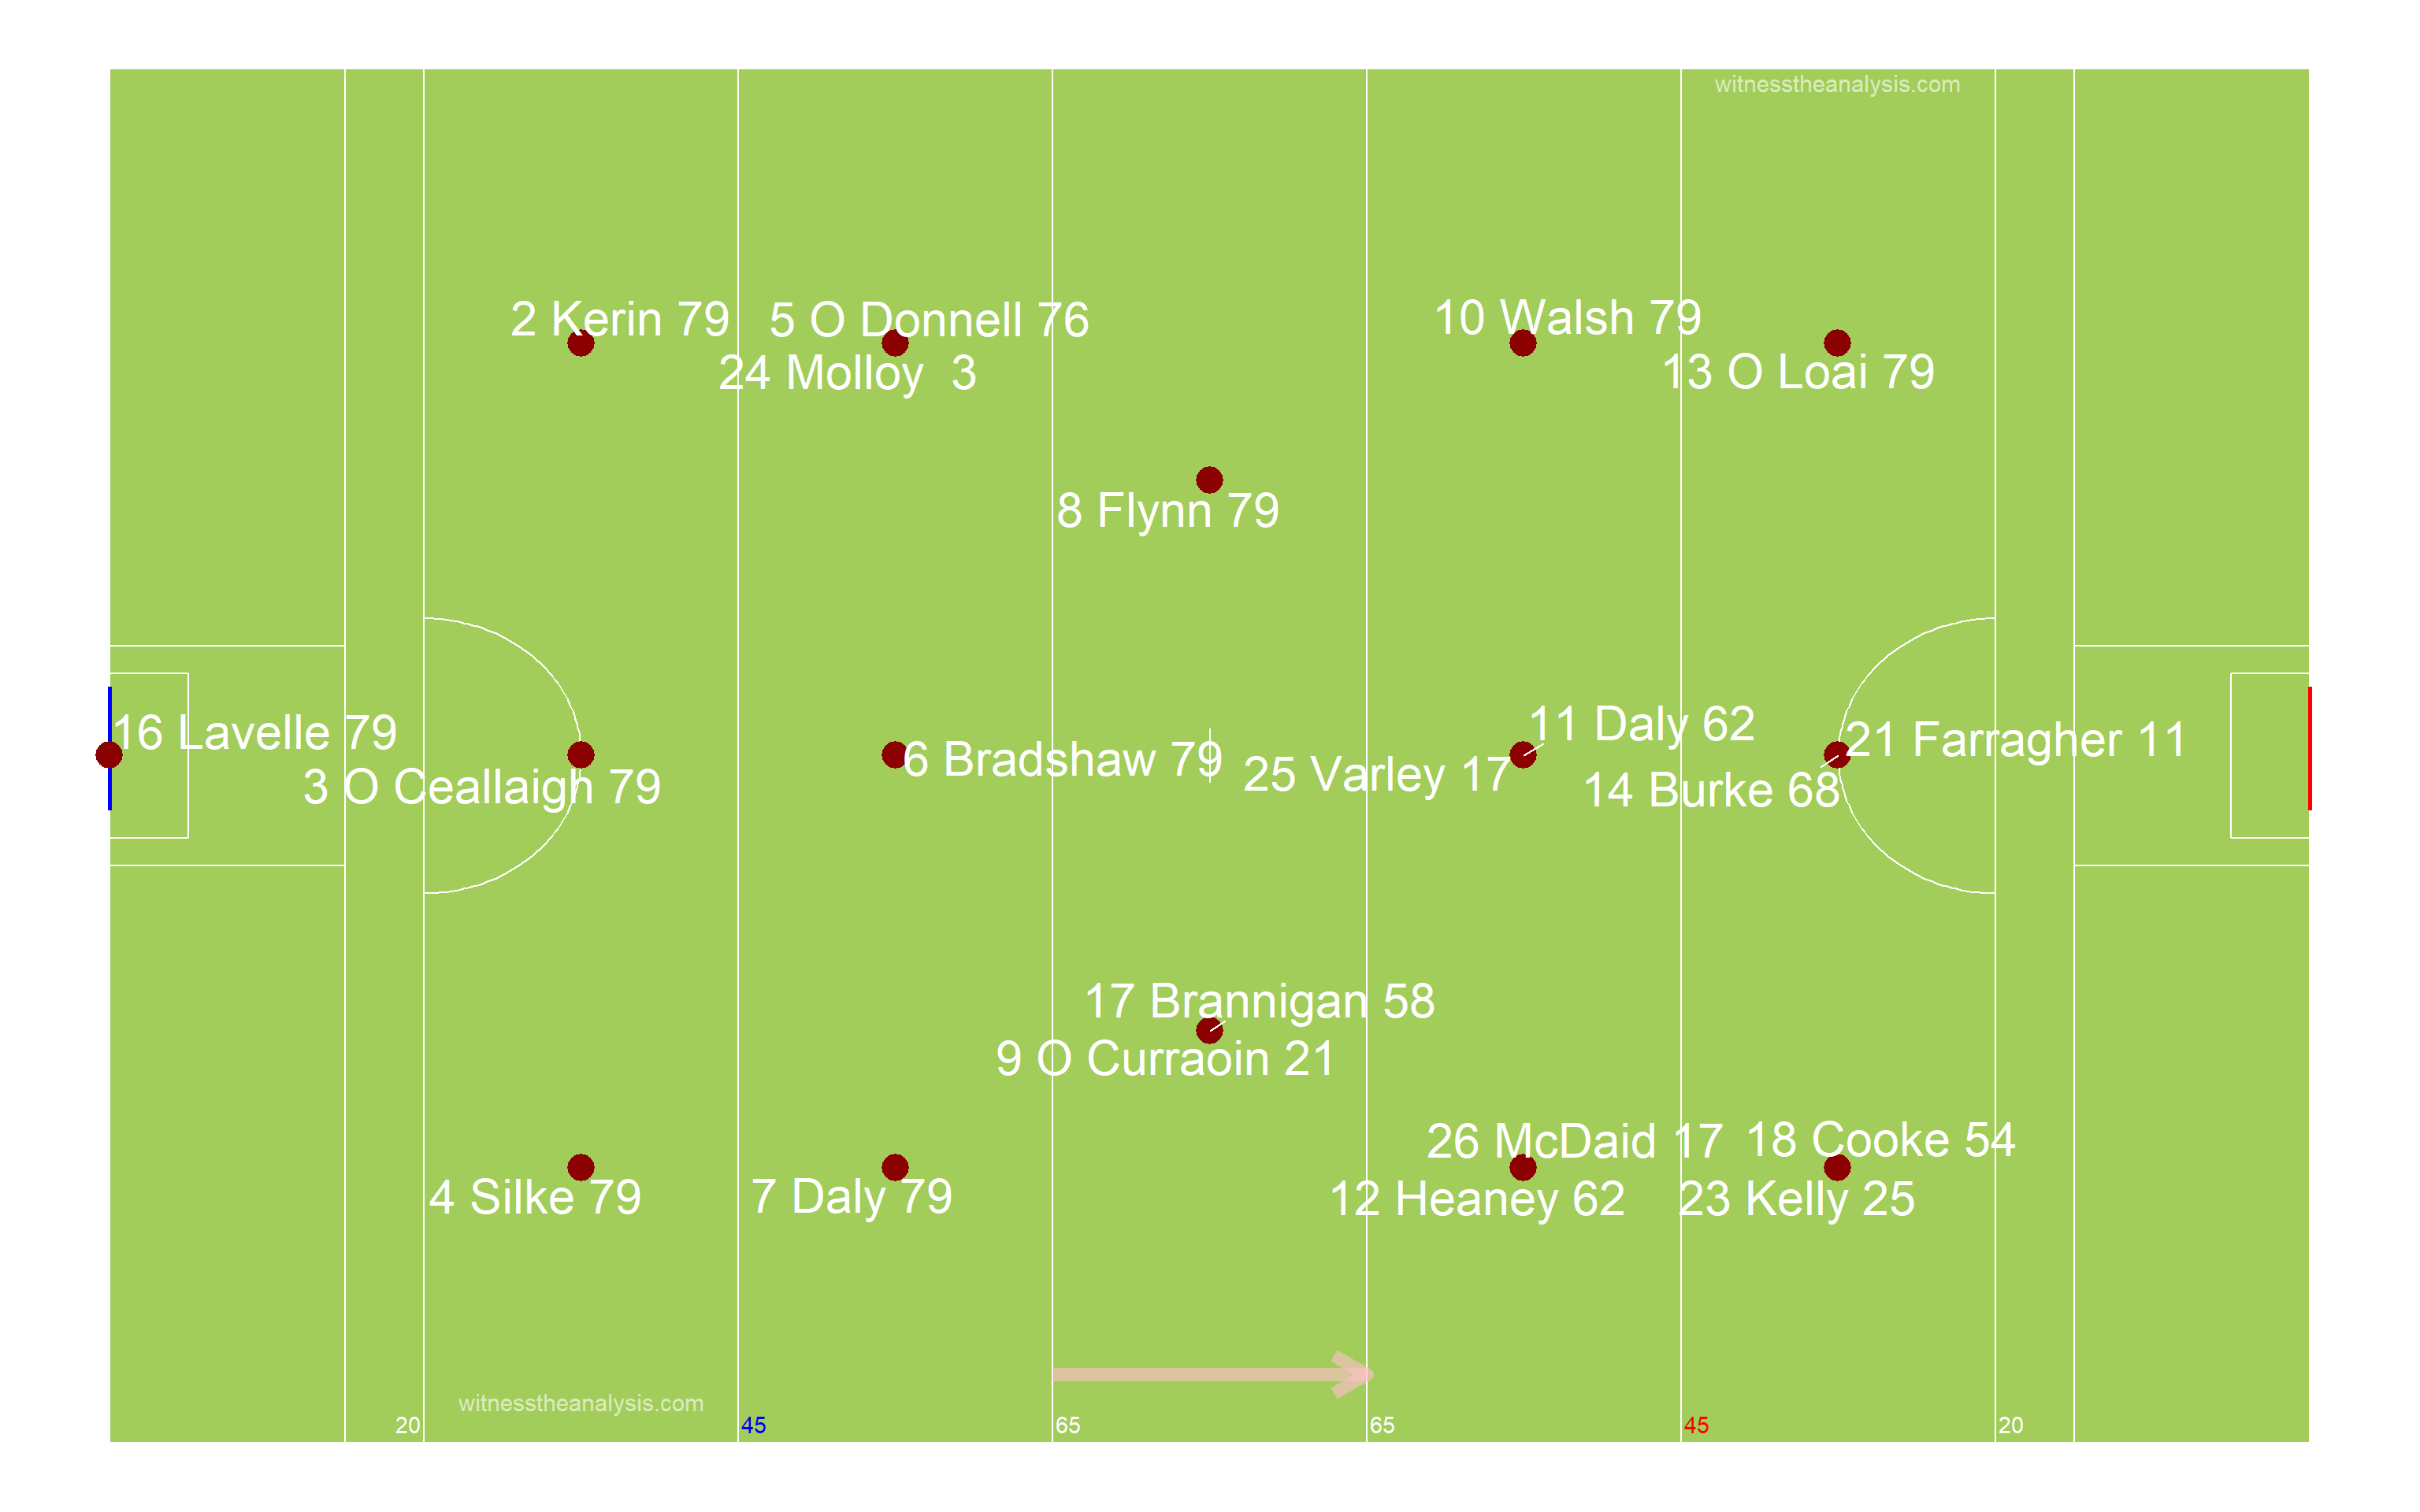 witnesstheanalysis.com
2 Kerin 79
5 O Donnell 76
10 Walsh 79
24 Molloy  3
13 O Loai 79
8 Flynn 79
16 Lavelle 79
11 Daly 62
21 Farragher 11
3 O Ceallaigh 79
6 Bradshaw 79
25 Varley 17
14 Burke 68
17 Brannigan 58
9 O Curraoin 21
26 McDaid 17
18 Cooke 54
4 Silke 79
7 Daly 79
12 Heaney 62
23 Kelly 25
witnesstheanalysis.com
20
45
65
65
45
20